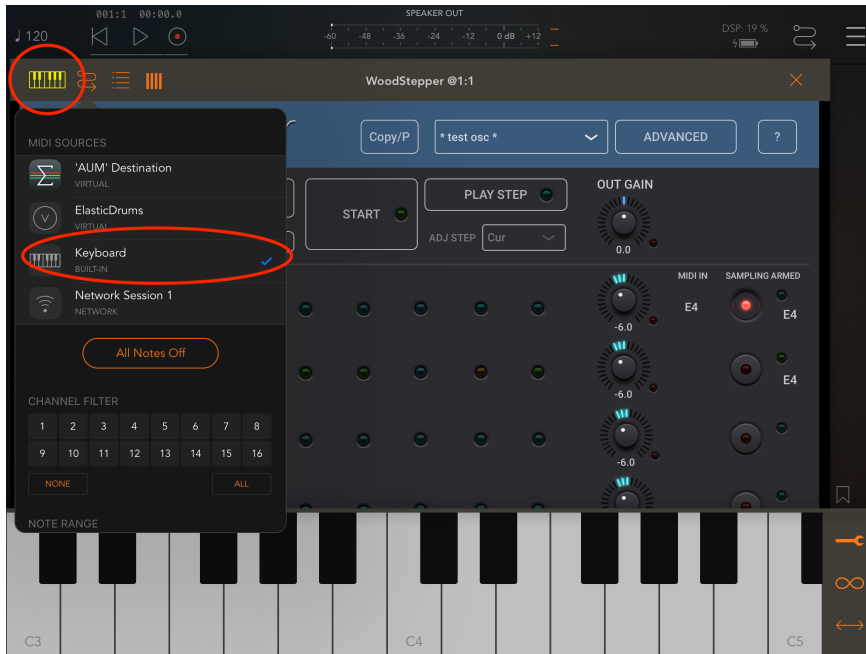 001:1 00:00.0
SPEAKER OUT
♩120
-60 -48 -36 -24 -12 0 dB +12
DSP: 19 %
WoodStepper @1:1
Copy/P
* test osc *
ADVANCED
?
MIDI SOURCES
'AUM' Destination
VIRTUAL
ElasticDrums
VIRTUAL
Keyboard
BUILT-IN
Network Session 1
NETWORK
All Notes Off
CHANNEL FILTER
1 2 3 4 5 6 7 8
9 10 11 12 13 14 15 16
NONE ALL
NOTE RANGE
START
PLAY STEP
ADJ STEP Cur
OUT GAIN
0.0
MIDI IN SAMPLING ARMED
E4 E4
-6.0
E4
-6.0
-6.0
C3 C4 C5